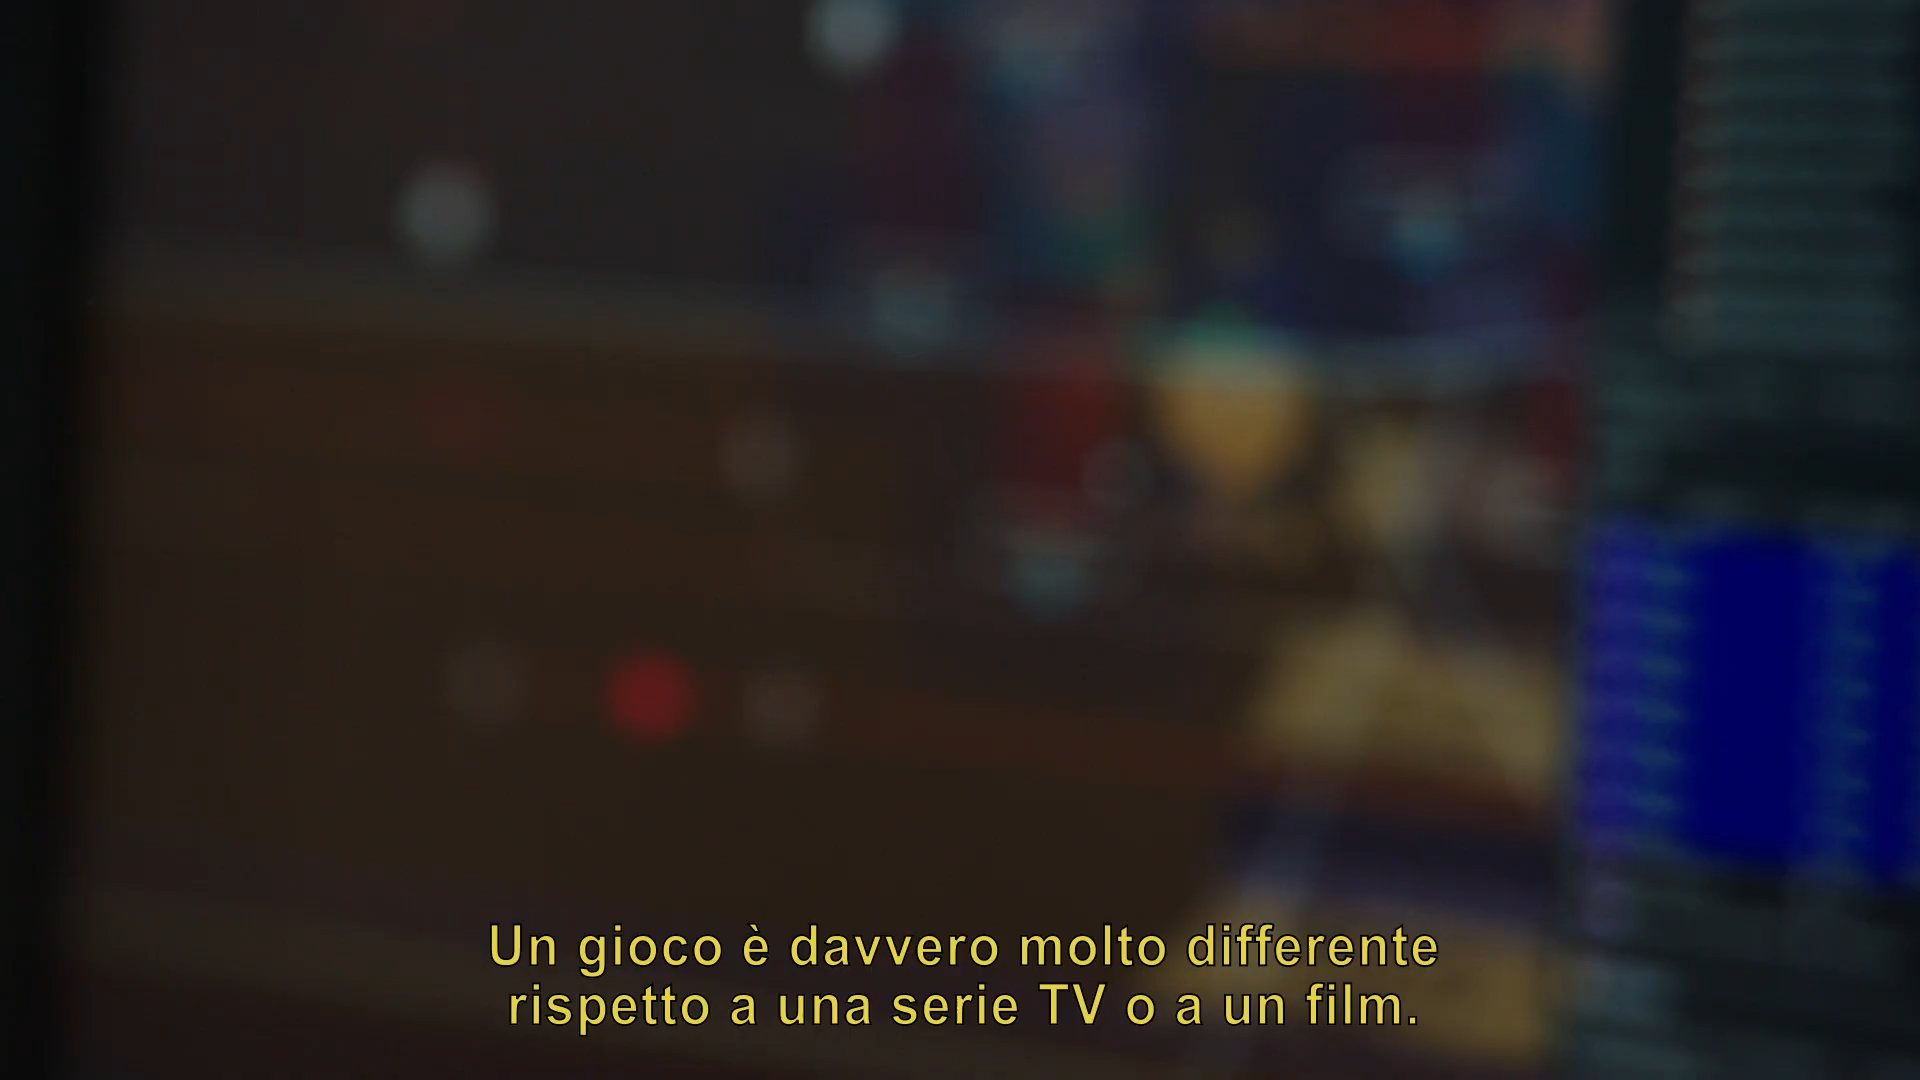 Un gioco è davvero molto differente
rispetto a una serie TV o a un film.